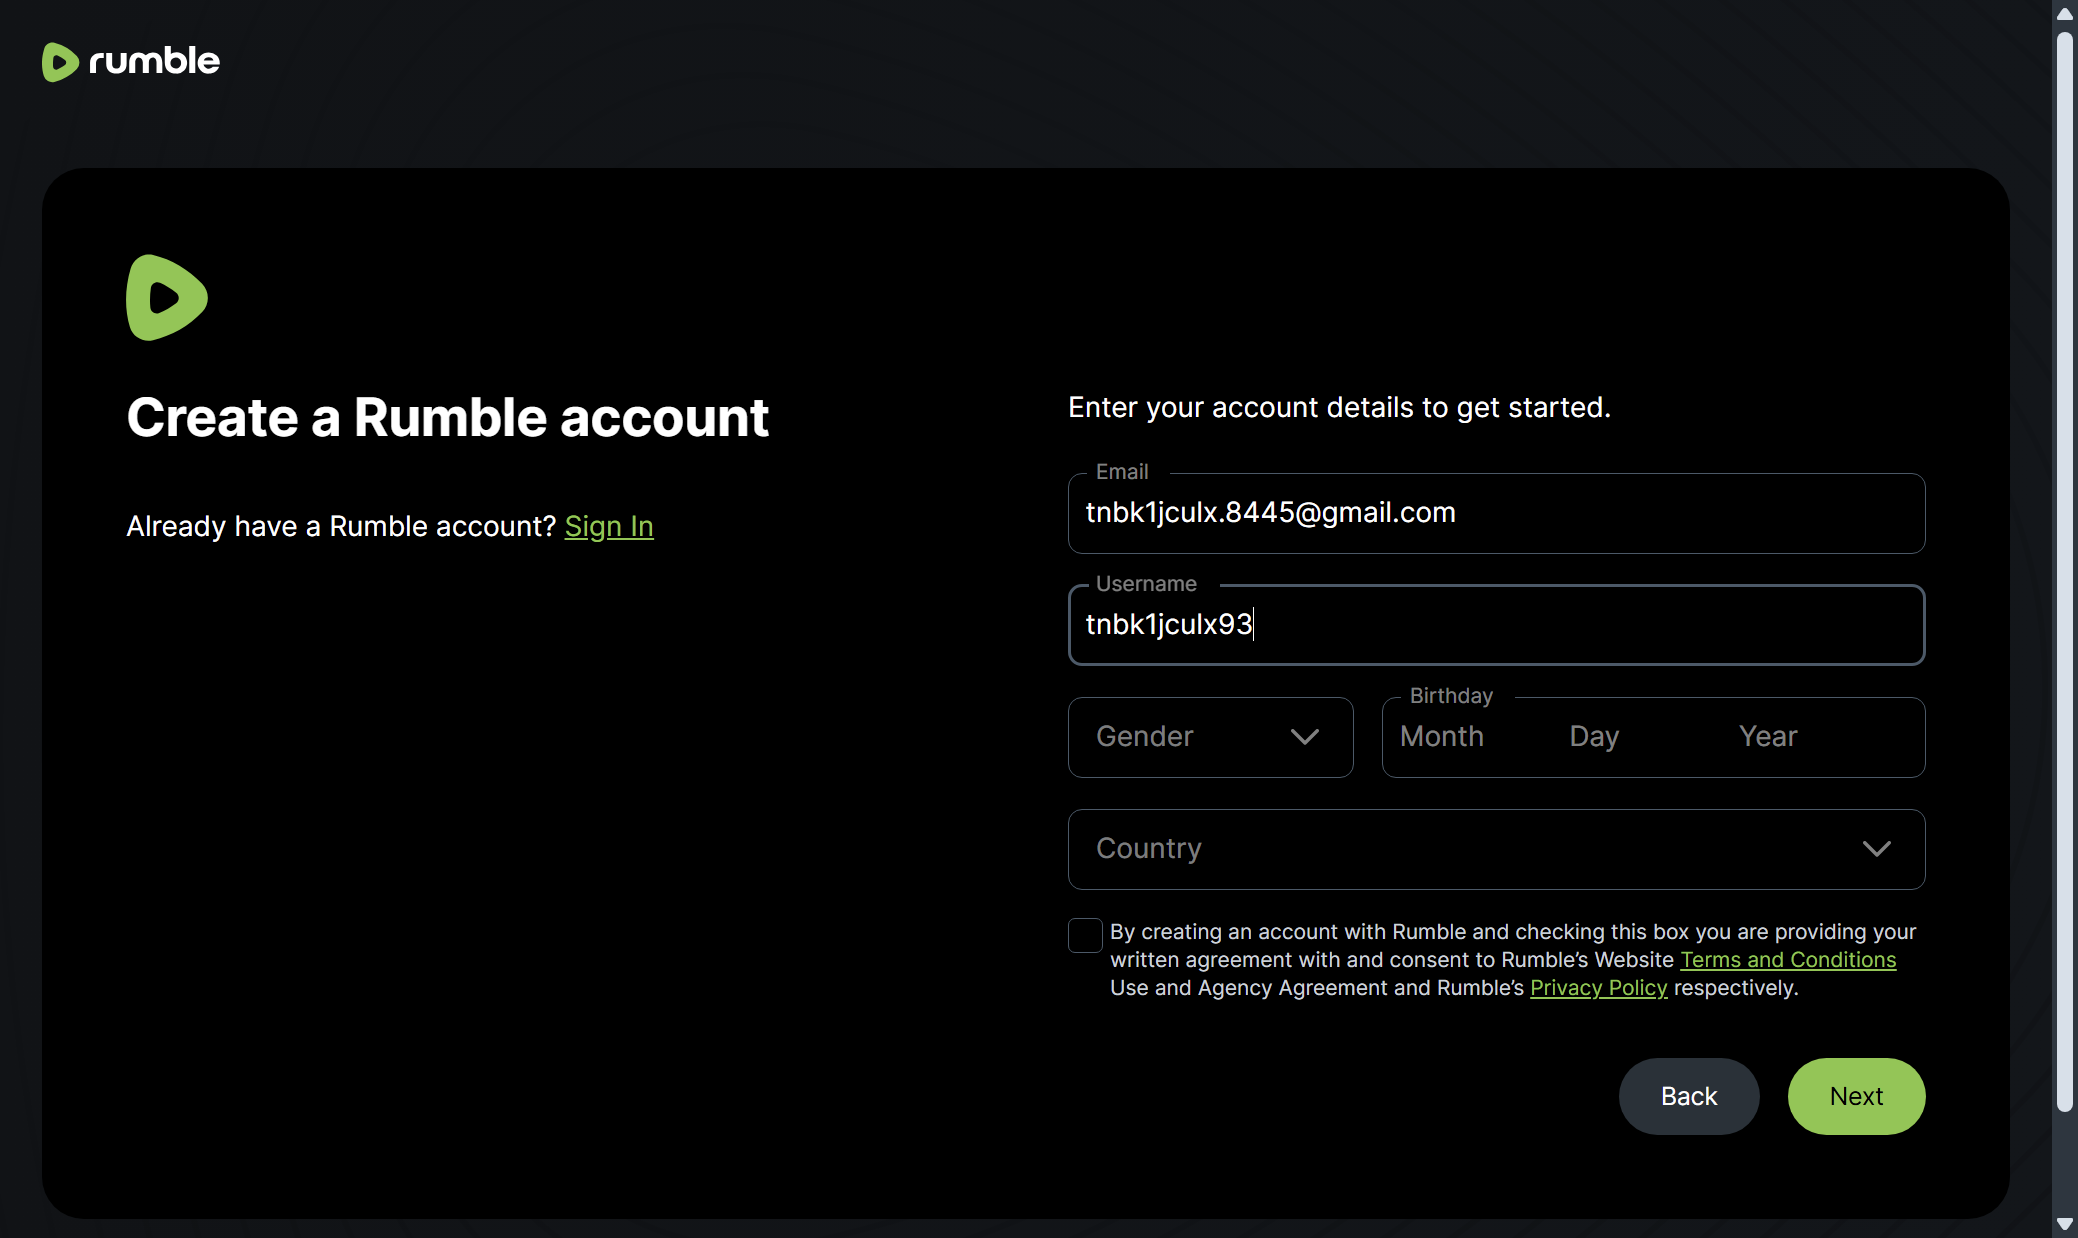 rumble
Create a Rumble account
Already have a Rumble account? Sign In
Enter your account details to get started.
Email
tnbk1jculx.8445@gmail.com
Username
tnbk1jculx93
Gender
Birthday
Month Day Year
Country
By creating an account with Rumble and checking this box you are providing your
written agreement with and consent to Rumble’s Website Terms and Conditions
Use and Agency Agreement and Rumble’s Privacy Policy respectively.
Back Next